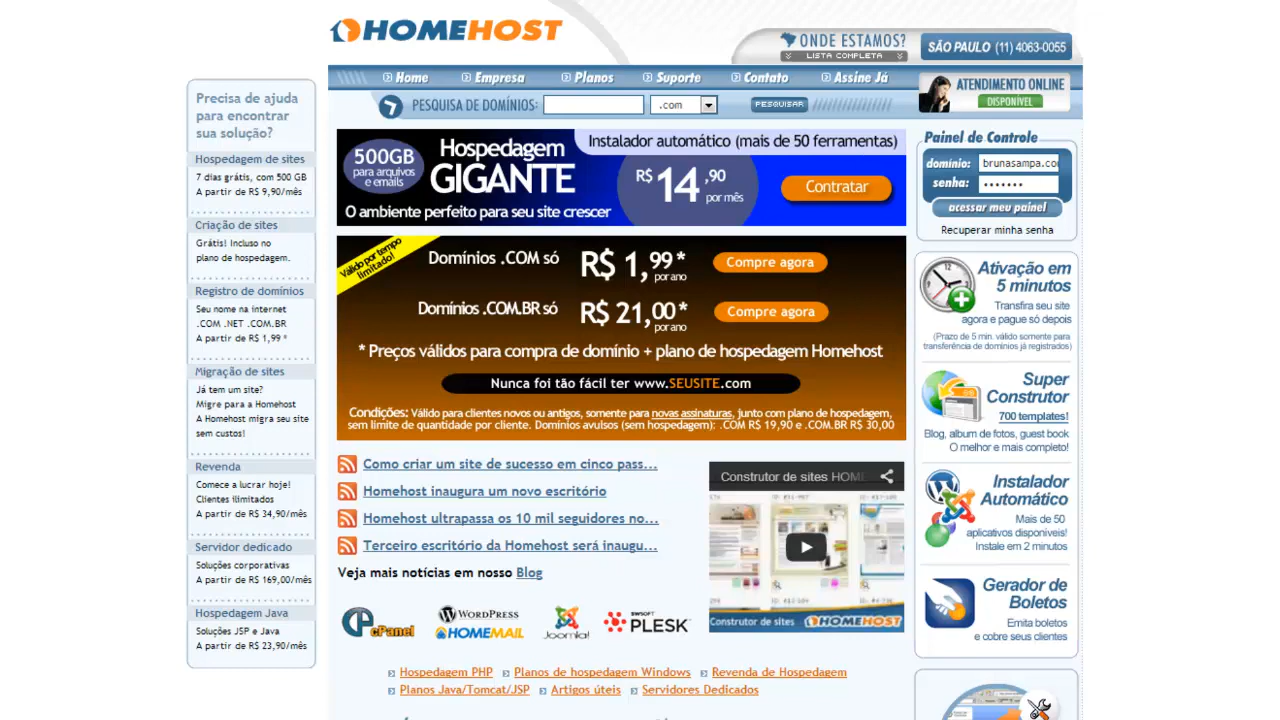 HOMEHOST
ONDE ESTAMOS?
LISTA COMPLETA
SÃO PAULO (11) 4063-0055
Home
Empresa
Planos
Suporte
Contato
Assine Já
ATENDIMENTO ONLINE
DISPONÍVEL
PESQUISA DE DOMÍNIOS:
.com
PESQUISAR
Precisa de ajuda
para encontrar
sua solução?
Hospedagem de sites
7 dias grátis, com 500 GB
A partir de R$ 9,90/mês
Criação de sites
Grátis! Incluso no
plano de hospedagem.
Registro de domínios
Seu nome na internet
.COM .NET .COM.BR
A partir de R$ 1,99 *
Migração de sites
Já tem um site?
Migre para a Homehost
A Homehost migra seu site
sem custos!
Revenda
Comece a lucrar hoje!
Clientes ilimitados
A partir de R$ 34,90/mês
Servidor dedicado
Soluções corporativas
A partir de R$ 169,00/mês
Hospedagem Java
Soluções JSP e Java
A partir de R$ 23,90/mês
500GB
para arquivos
e emails
Hospedagem
GIGANTE
Instalador automático (mais de 50 ferramentas)
R$ 14,90
por mês
Contratar
O ambiente perfeito para seu site crescer
Válido por tempo
limitado!
Domínios .COM só R$ 1,99 *
por ano
Compre agora
Domínios .COM.BR só R$ 21,00 *
por ano
Compre agora
* Preços válidos para compra de domínio + plano de hospedagem Homehost
Nunca foi tão fácil ter www.SEUSITE.com
Condições: Válido para clientes novos ou antigos, somente para novas assinaturas, junto com plano de hospedagem,
sem limite de quantidade por cliente. Domínios avulsos (sem hospedagem): .COM R$ 19,90 e .COM.BR R$ 30,00
Como criar um site de sucesso em cinco pass...
Homehost inaugura um novo escritório
Homehost ultrapassa os 10 mil seguidores no...
Terceiro escritório da Homehost será inaugu...
Veja mais notícias em nosso Blog
Construtor de sites HOME
Construtor de sites HOMEHOST
cPanel
WORDPRESS
HOMEMAIL
Joomla!
SWSOFT
PLESK
Hospedagem PHP
Planos de hospedagem Windows
Revenda de Hospedagem
Planos Java/Tomcat/JSP
Artigos úteis
Servidores Dedicados
Painel de Controle
domínio: brunasampa.co
senha: •••••••
acessar meu painel
Recuperar minha senha
Ativação em
5 minutos
Transfira seu site
agora e pague só depois
(Prazo de 5 min. válido somente para
transferência de domínios já registrados)
Super
Construtor
700 templates!
Blog, album de fotos, guest book
O melhor e mais completo!
Instalador
Automático
Mais de 50
aplicativos disponíveis!
Instale em 2 minutos
Gerador de
Boletos
Emita boletos
e cobre seus clientes